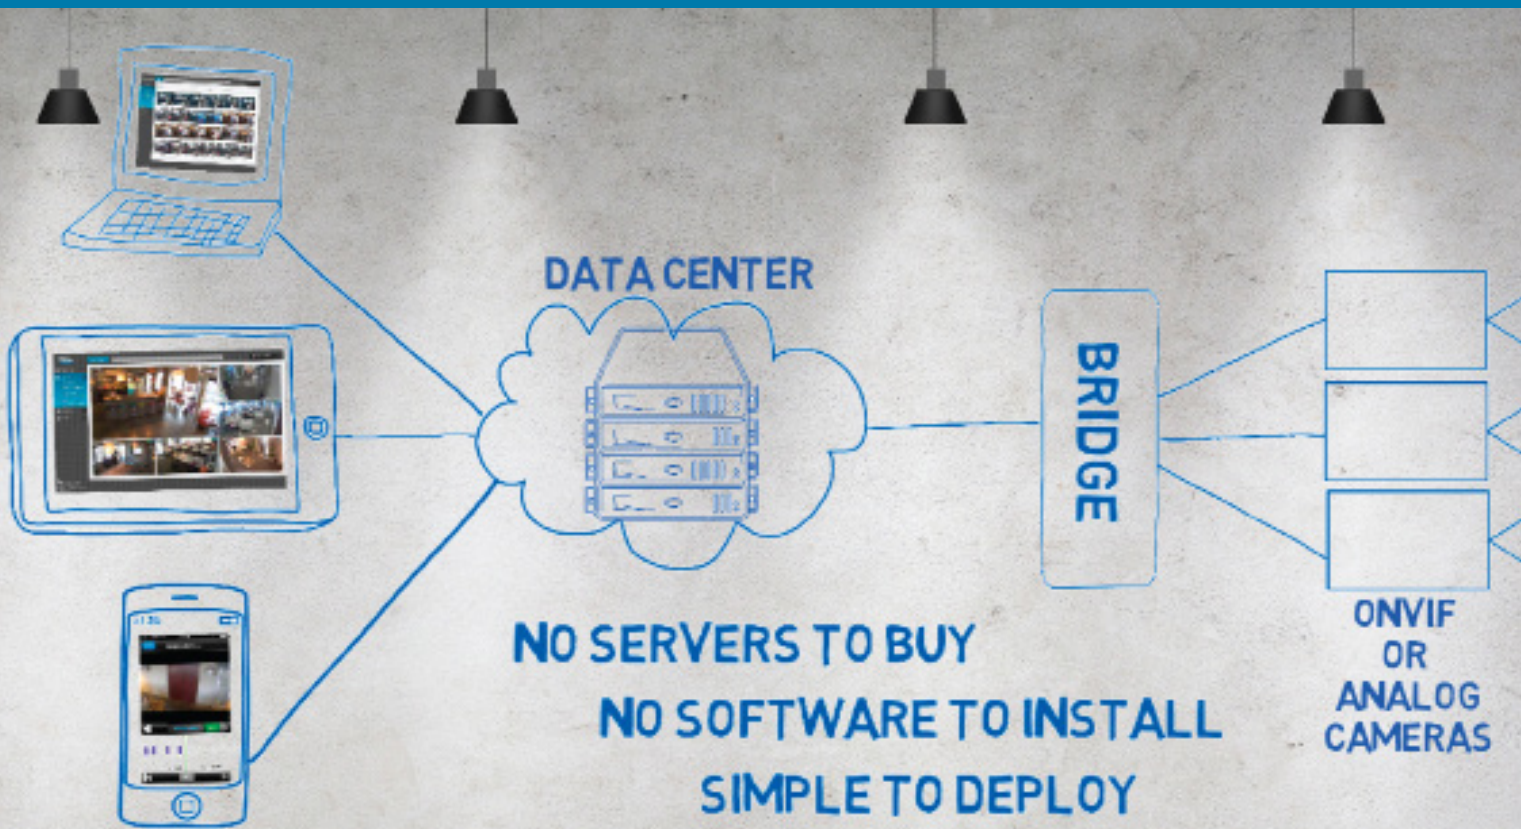 DATA CENTER
BRIDGE
NO SERVERS TO BUY
NO SOFTWARE TO INSTALL
SIMPLE TO DEPLOY
ONVIF
OR
ANALOG
CAMERAS